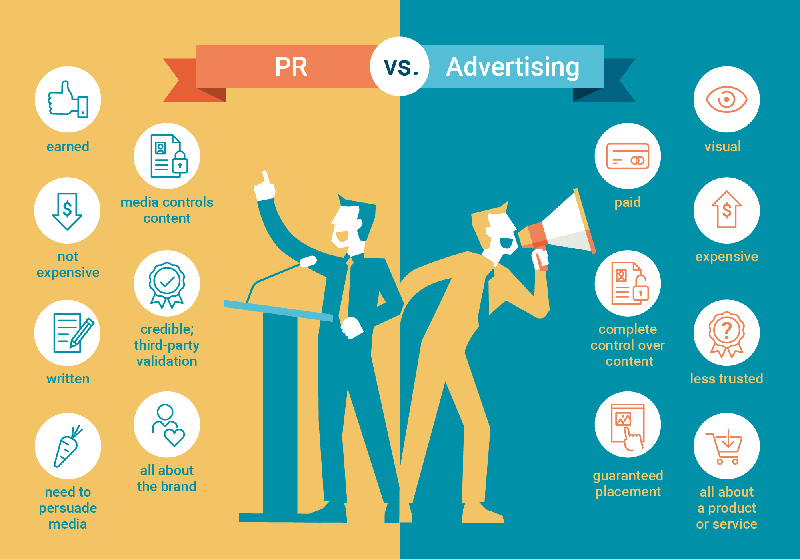 PR vs. Advertising
earned
media controls
content
not
expensive
credible;
third-party
validation
written
all about
the brand
need to
persuade
media
visual
paid
expensive
complete
control over
content
less trusted
guaranteed
placement
all about
a product
or service
$
$
?